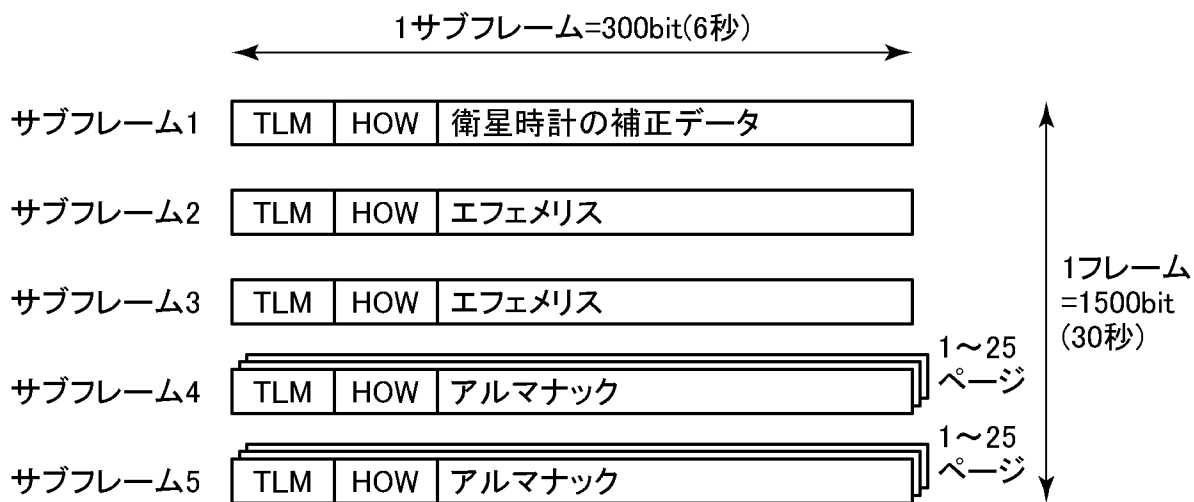 1サブフレーム=300bit(6秒)
サブフレーム1 TLM HOW 衛星時計の補正データ
サブフレーム2 TLM HOW エフェメリス
サブフレーム3 TLM HOW エフェメリス
1フレーム
=1500bit
(30秒)
サブフレーム4 TLM HOW アルマナック
1～25
ページ
サブフレーム5 TLM HOW アルマナック
1～25
ページ